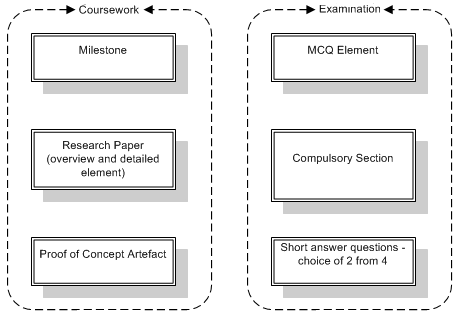 Coursework
Milestone
Research Paper
(overview and detailed
element)
Proof of Concept Artefact
Examination
MCQ Element
Compulsory Section
Short answer questions -
choice of 2 from 4